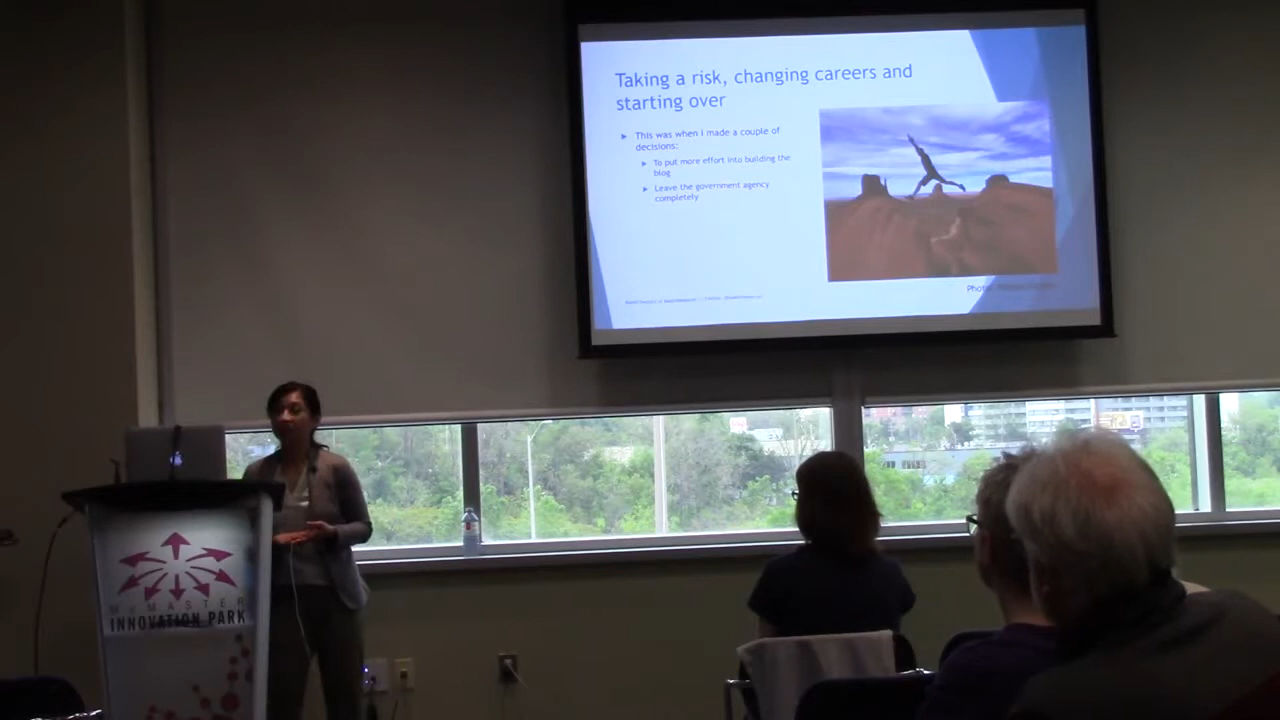 Taking a risk, changing careers and
starting over
This was when I made a couple of
decisions:
To put more effort into building the
blog
Leave the government agency
completely
McMASTER
INNOVATION PARK